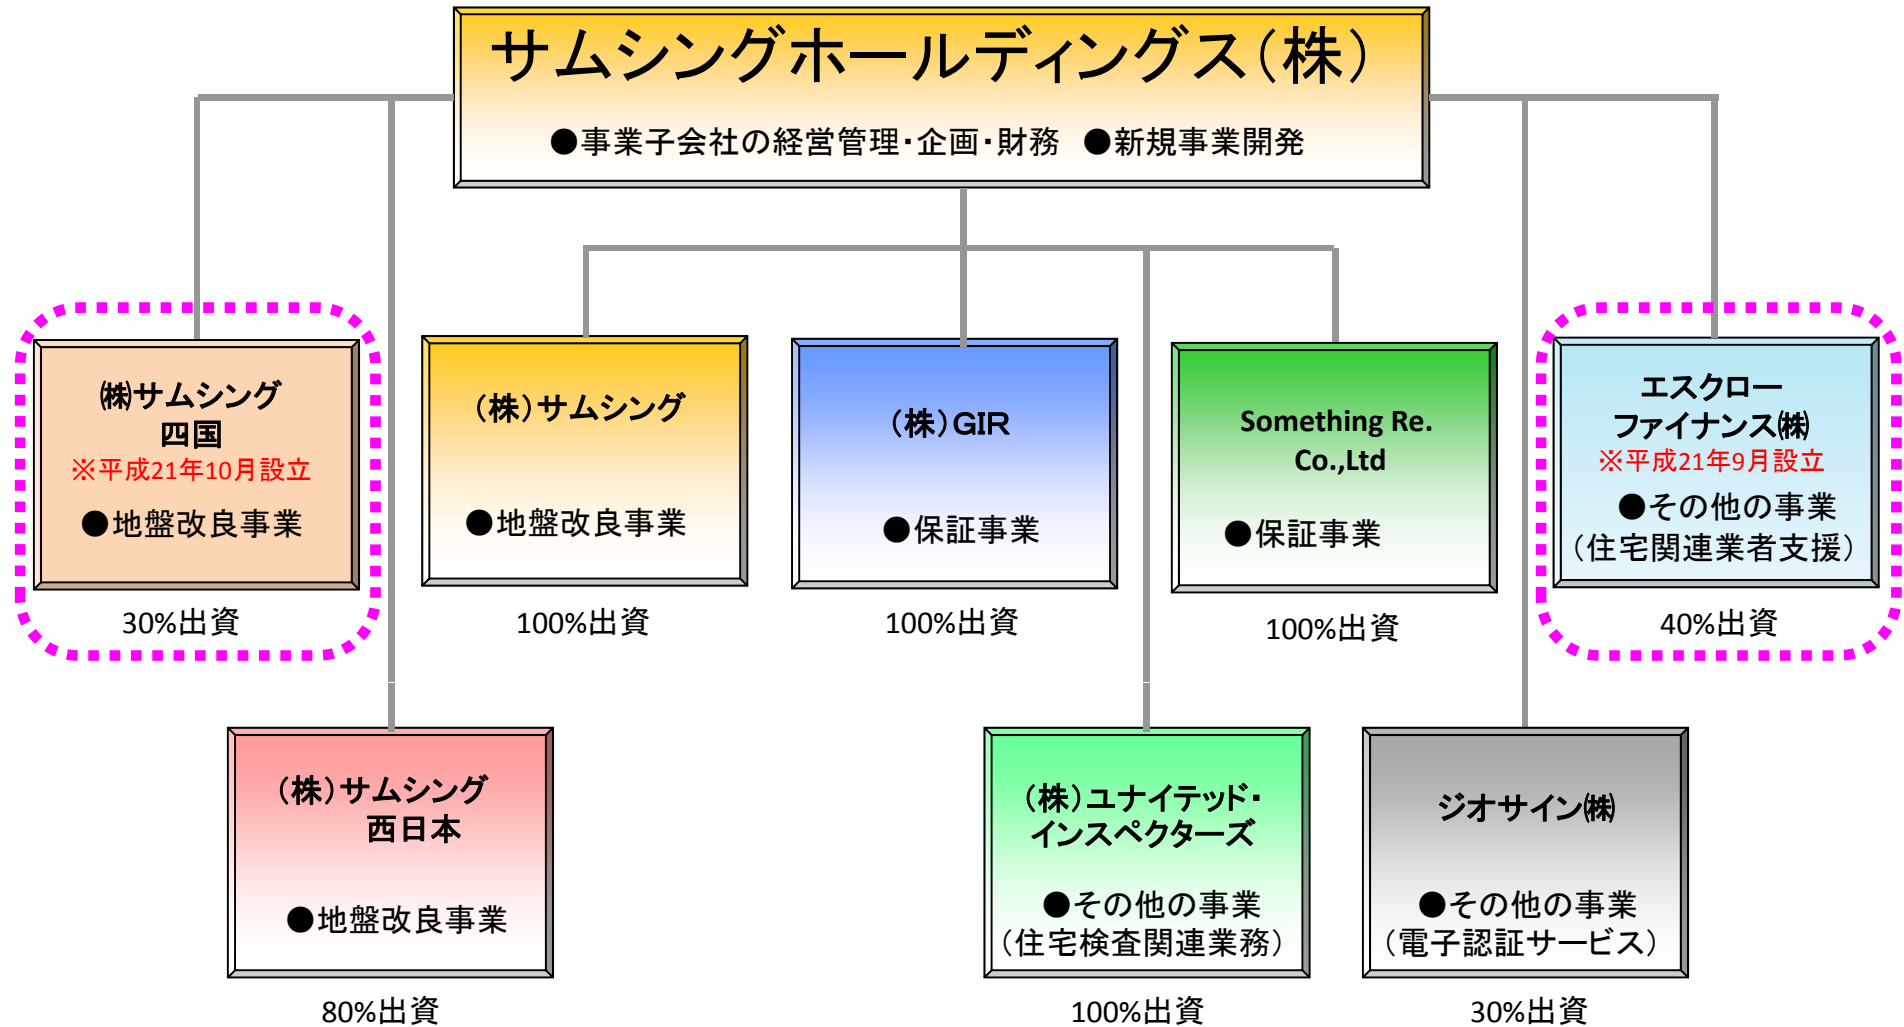 サムシングホールディングス（株）
●事業子会社の経営管理・企画・財務　●新規事業開発
㈱サムシング
四国
※平成21年10月設立
●地盤改良事業
30%出資
（株）サムシング
●地盤改良事業
100%出資
（株）GIR
●保証事業
100%出資
Something Re.
Co.,Ltd
●保証事業
100%出資
エスクロー
ファイナンス㈱
※平成21年9月設立
●その他の事業
（住宅関連業者支援）
40%出資
（株）サムシング
西日本
●地盤改良事業
80%出資
（株）ユナイテッド・
インスペクターズ
●その他の事業
（住宅検査関連業務）
100%出資
ジオサイン㈱
●その他の事業
（電子認証サービス）
30%出資